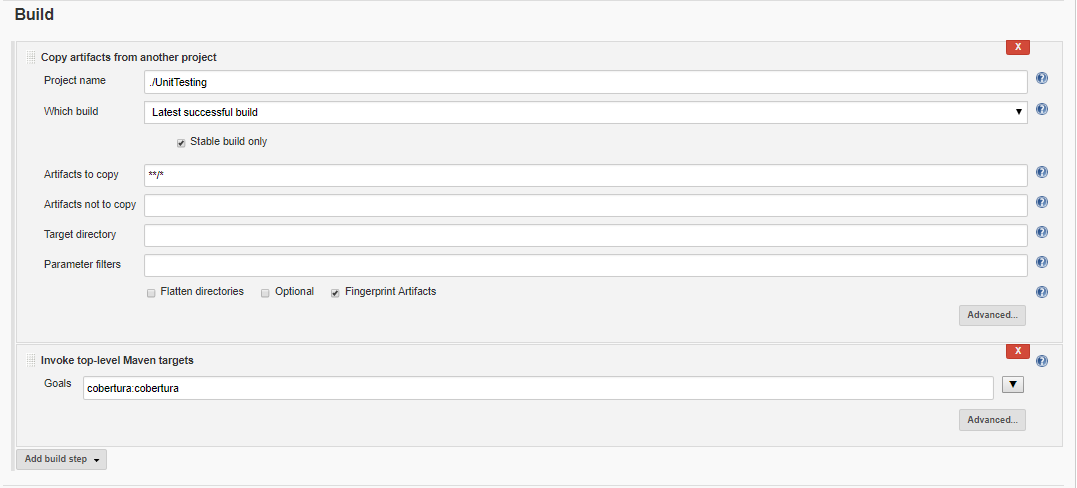 Build
Copy artifacts from another project
X
Project name
./UnitTesting
Which build
Latest successful build
Stable build only
Artifacts to copy
**/*
Artifacts not to copy
Target directory
Parameter filters
Flatten directories Optional Fingerprint Artifacts
Advanced...
Invoke top-level Maven targets
X
Goals
cobertura:cobertura
Advanced...
Add build step